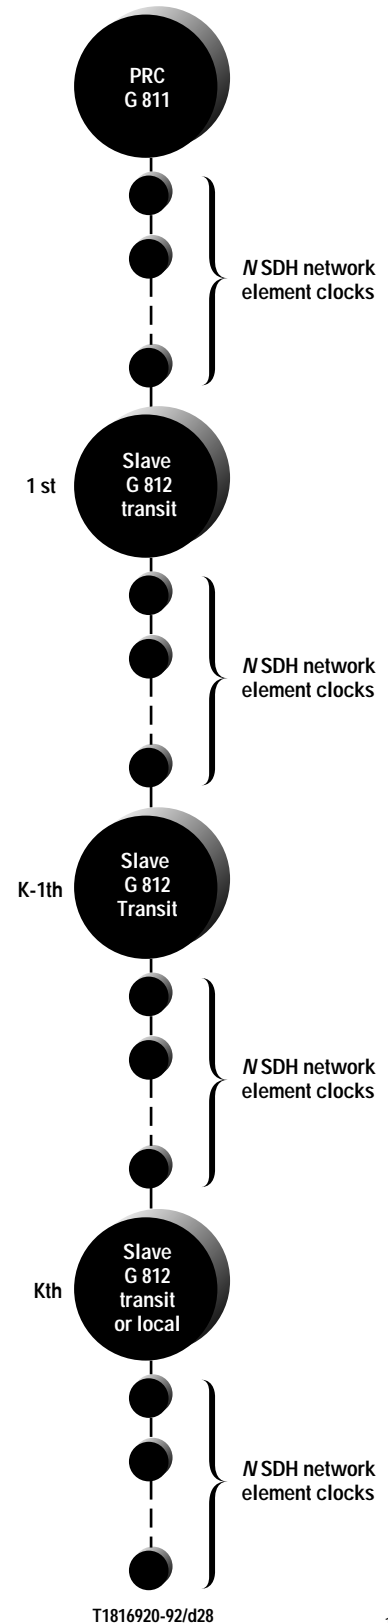 PRC
G 811
N SDH network
element clocks
1 st
Slave
G 812
transit
N SDH network
element clocks
K-1th
Slave
G 812
Transit
N SDH network
element clocks
Kth
Slave
G 812
transit
or local
N SDH network
element clocks
T1816920-92/d28